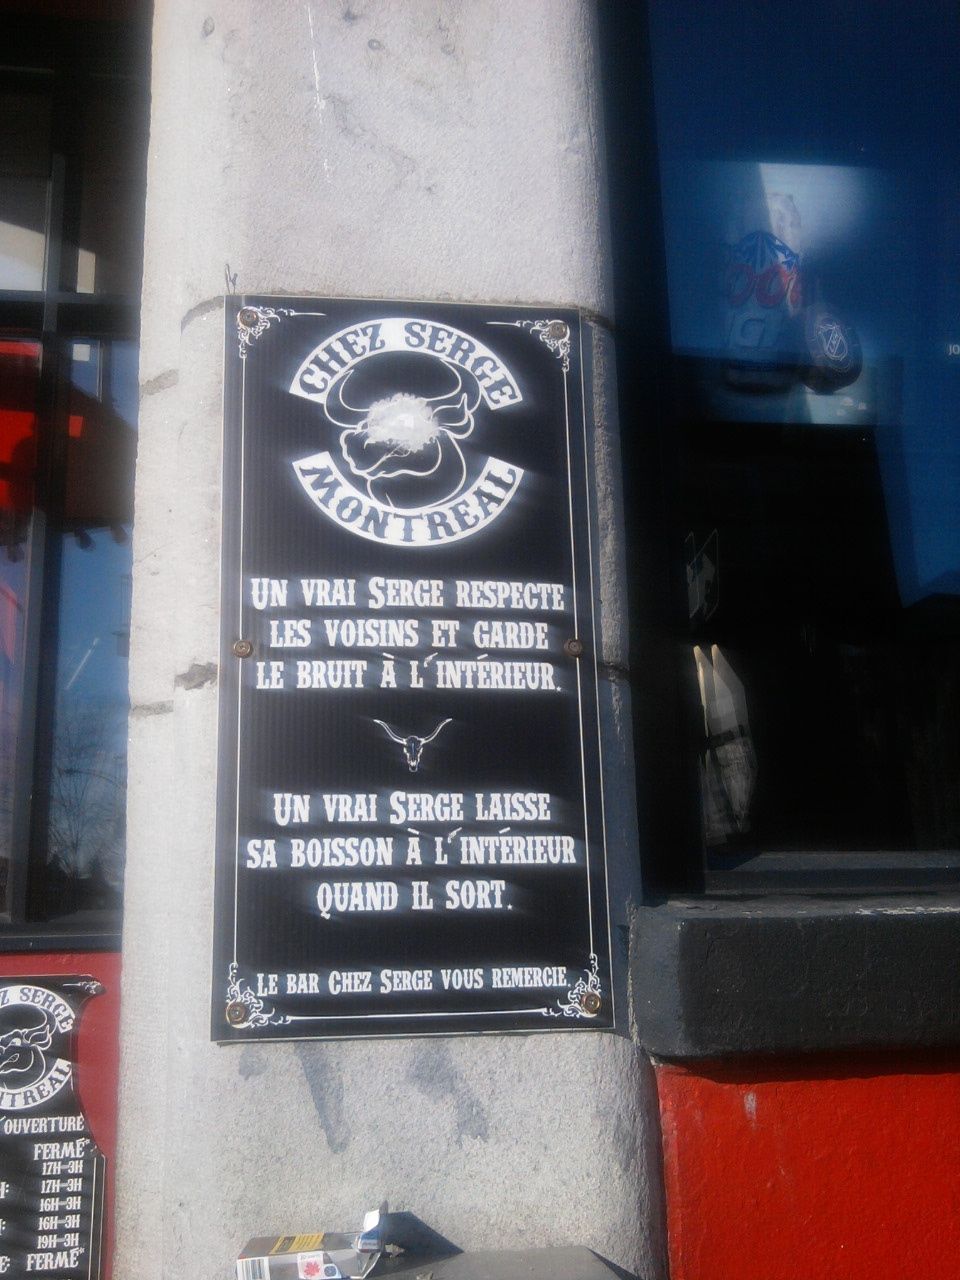 CHEZ SERGE
MONTREAL
Un vrai Serge respecte
les voisins et garde
le bruit à l'intérieur.
Un vrai Serge laisse
sa boisson à l'intérieur
quand il sort.
Le bar Chez Serge vous remercie.
SERGE
OUVERTURE
FERMÉ*
17H-3H
17H-3H
16H-3H
16H-3H
19H-3H
FERMÉ*